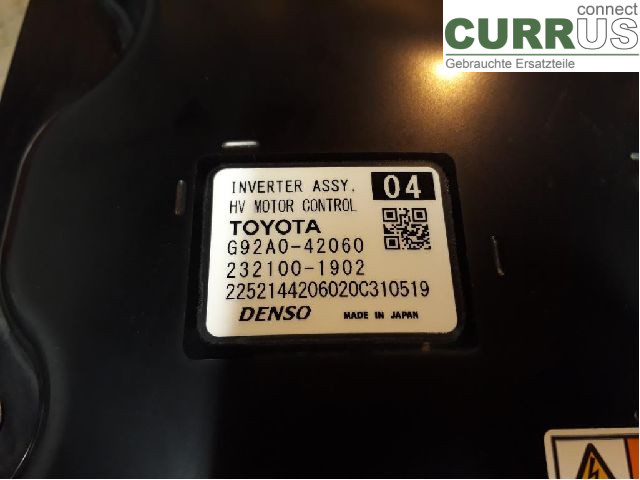 connect
CURRUS
Gebrauchte Ersatzteile
INVERTER ASSY. 04
HV MOTOR CONTROL
TOYOTA
G92A0-42060
232100-1902
2252144206020C310519
DENSO MADE IN JAPAN